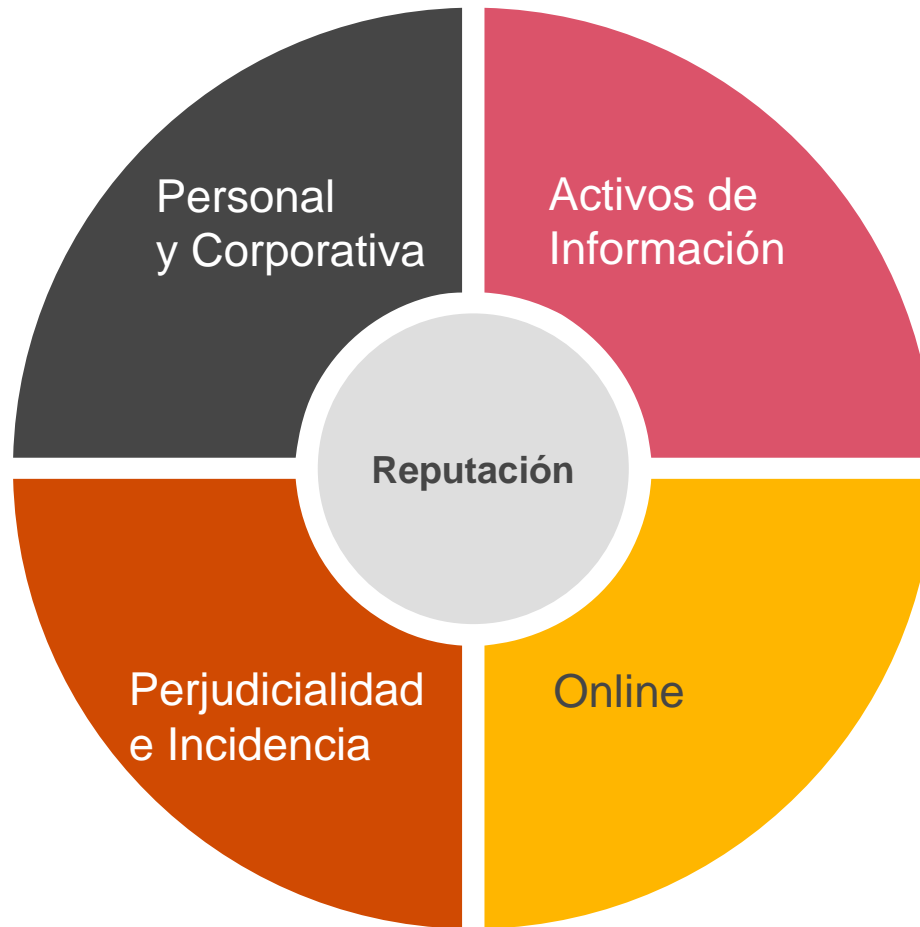 Personal
y Corporativa
Activos de
Información
Reputación
Perjudicialidad
e Incidencia
Online